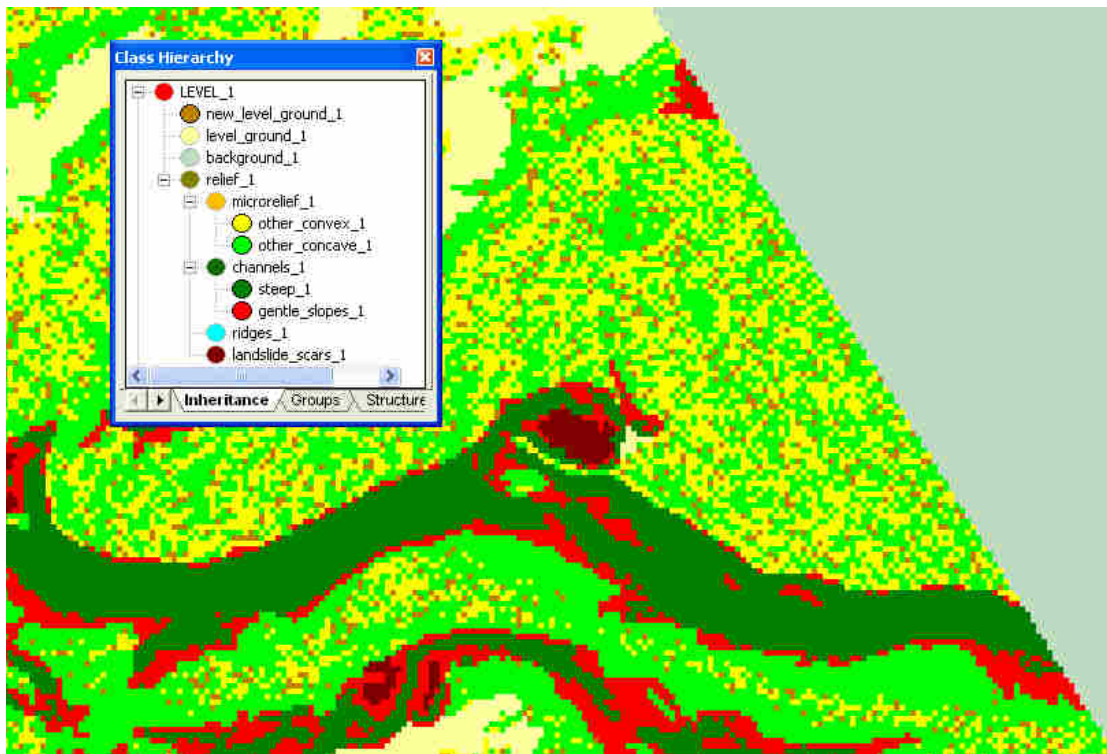 Class Hierarchy
LEVEL_1
new_level_ground_1
level_ground_1
background_1
relief_1
microrelief_1
other_convex_1
other_concave_1
channels_1
steep_1
gentle_slopes_1
ridges_1
landslide_scars_1
Inheritance Groups Structure